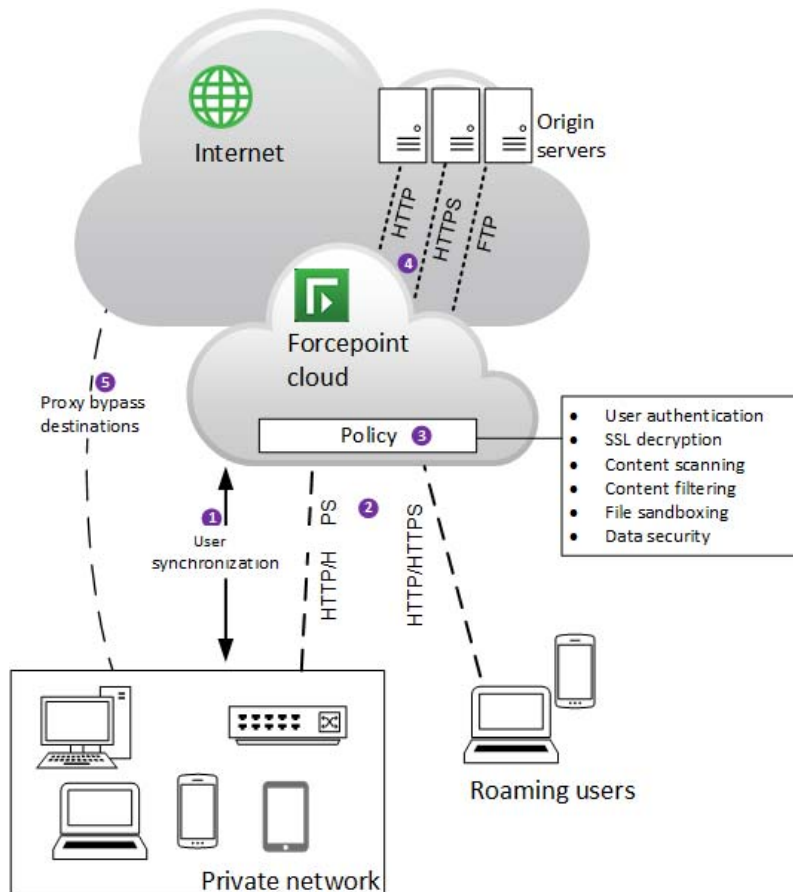 Internet
Origin
servers
HTTP
HTTPS
FTP
4
Forcepoint
cloud
5
Proxy bypass
destinations
Policy 3
• User authentication
• SSL decryption
• Content scanning
• Content filtering
• File sandboxing
• Data security
1
User
synchronization
2
HTTP/H PS
HTTP/HTTPS
Roaming users
Private network